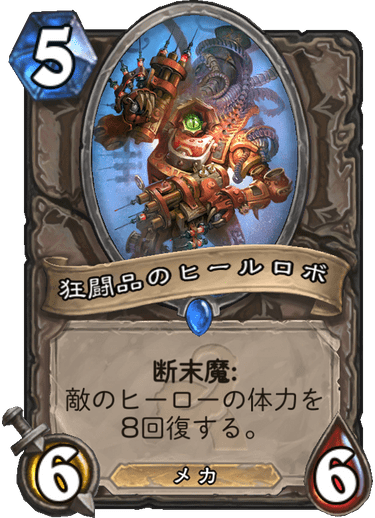 5
狂闘品のヒールロボ
断末魔:
敵のヒーローの体力を
8回復する。
6
メカ
6